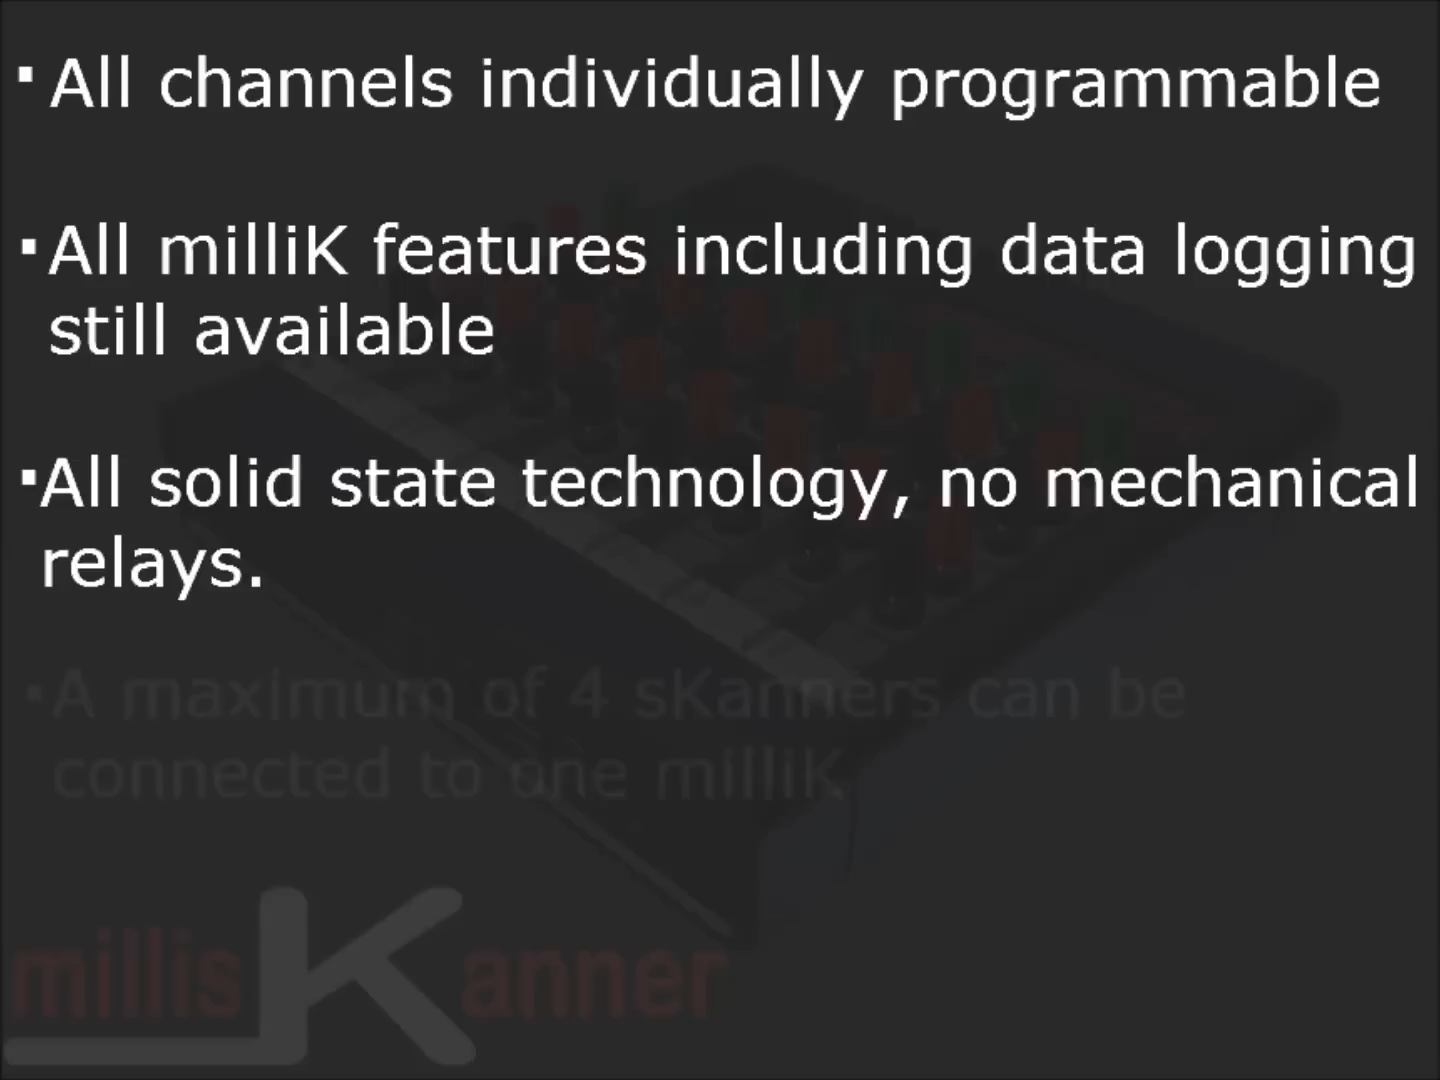 ▪All channels individually programmable
▪All milliK features including data logging
still available
▪All solid state technology, no mechanical
relays.
▪A maximum of 4 sKanners can be
connected to one milliK
millisKanner